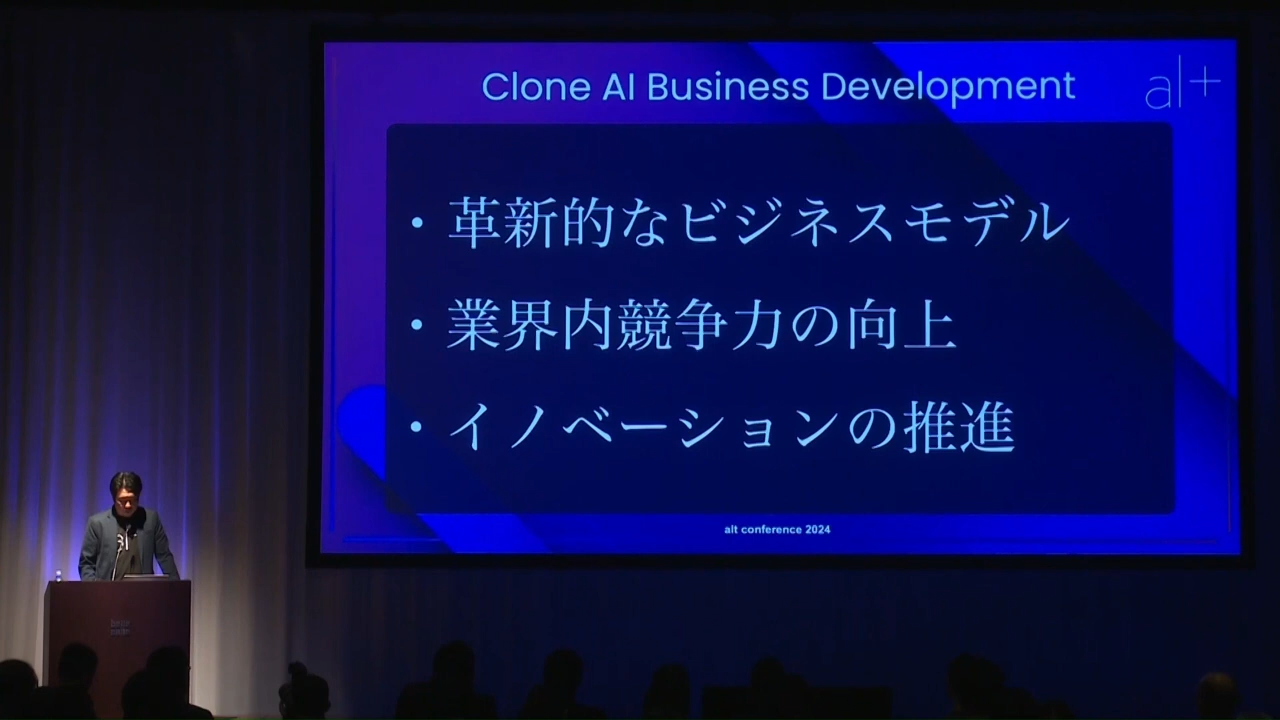 Clone AI Business Development
al+
・革新的なビジネスモデル
・業界内競争力の向上
・イノベーションの推進
alt conference 2024